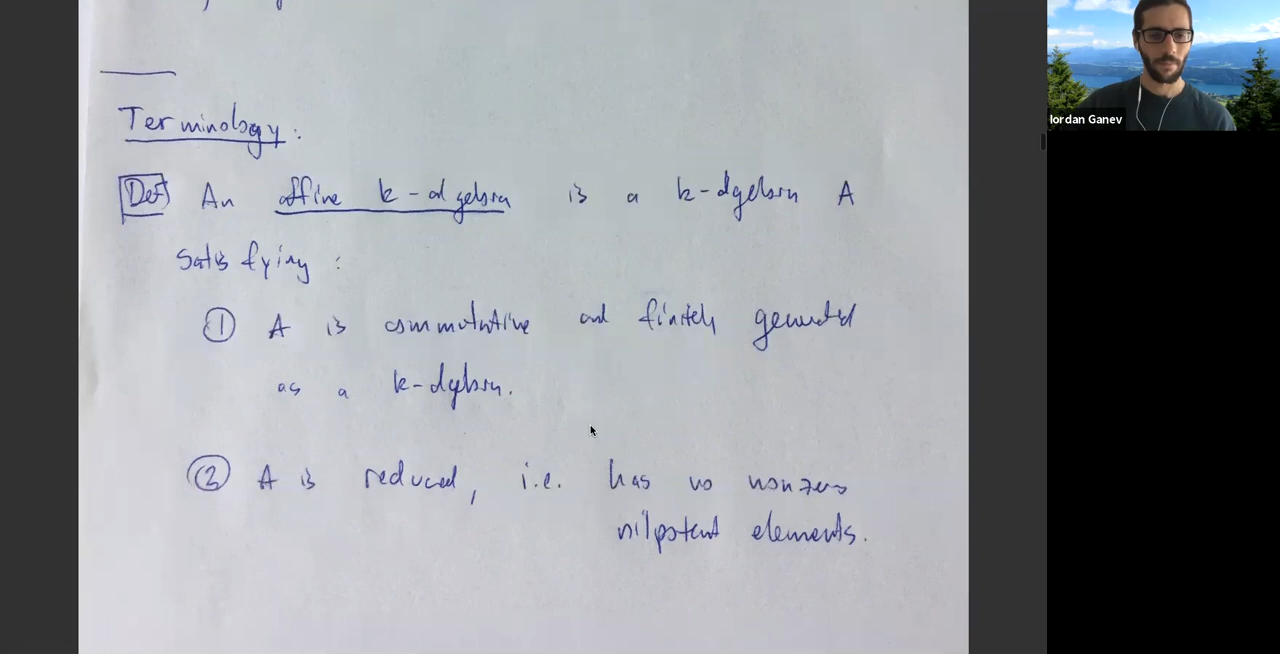 Terminology:
Def An affine k-algebra is a k-algebra A
satisfying:
① A is commutative and finitely generated
as a k-algebra.
② A is reduced, i.e. has no nonzero
nilpotent elements.
Iordan Ganev